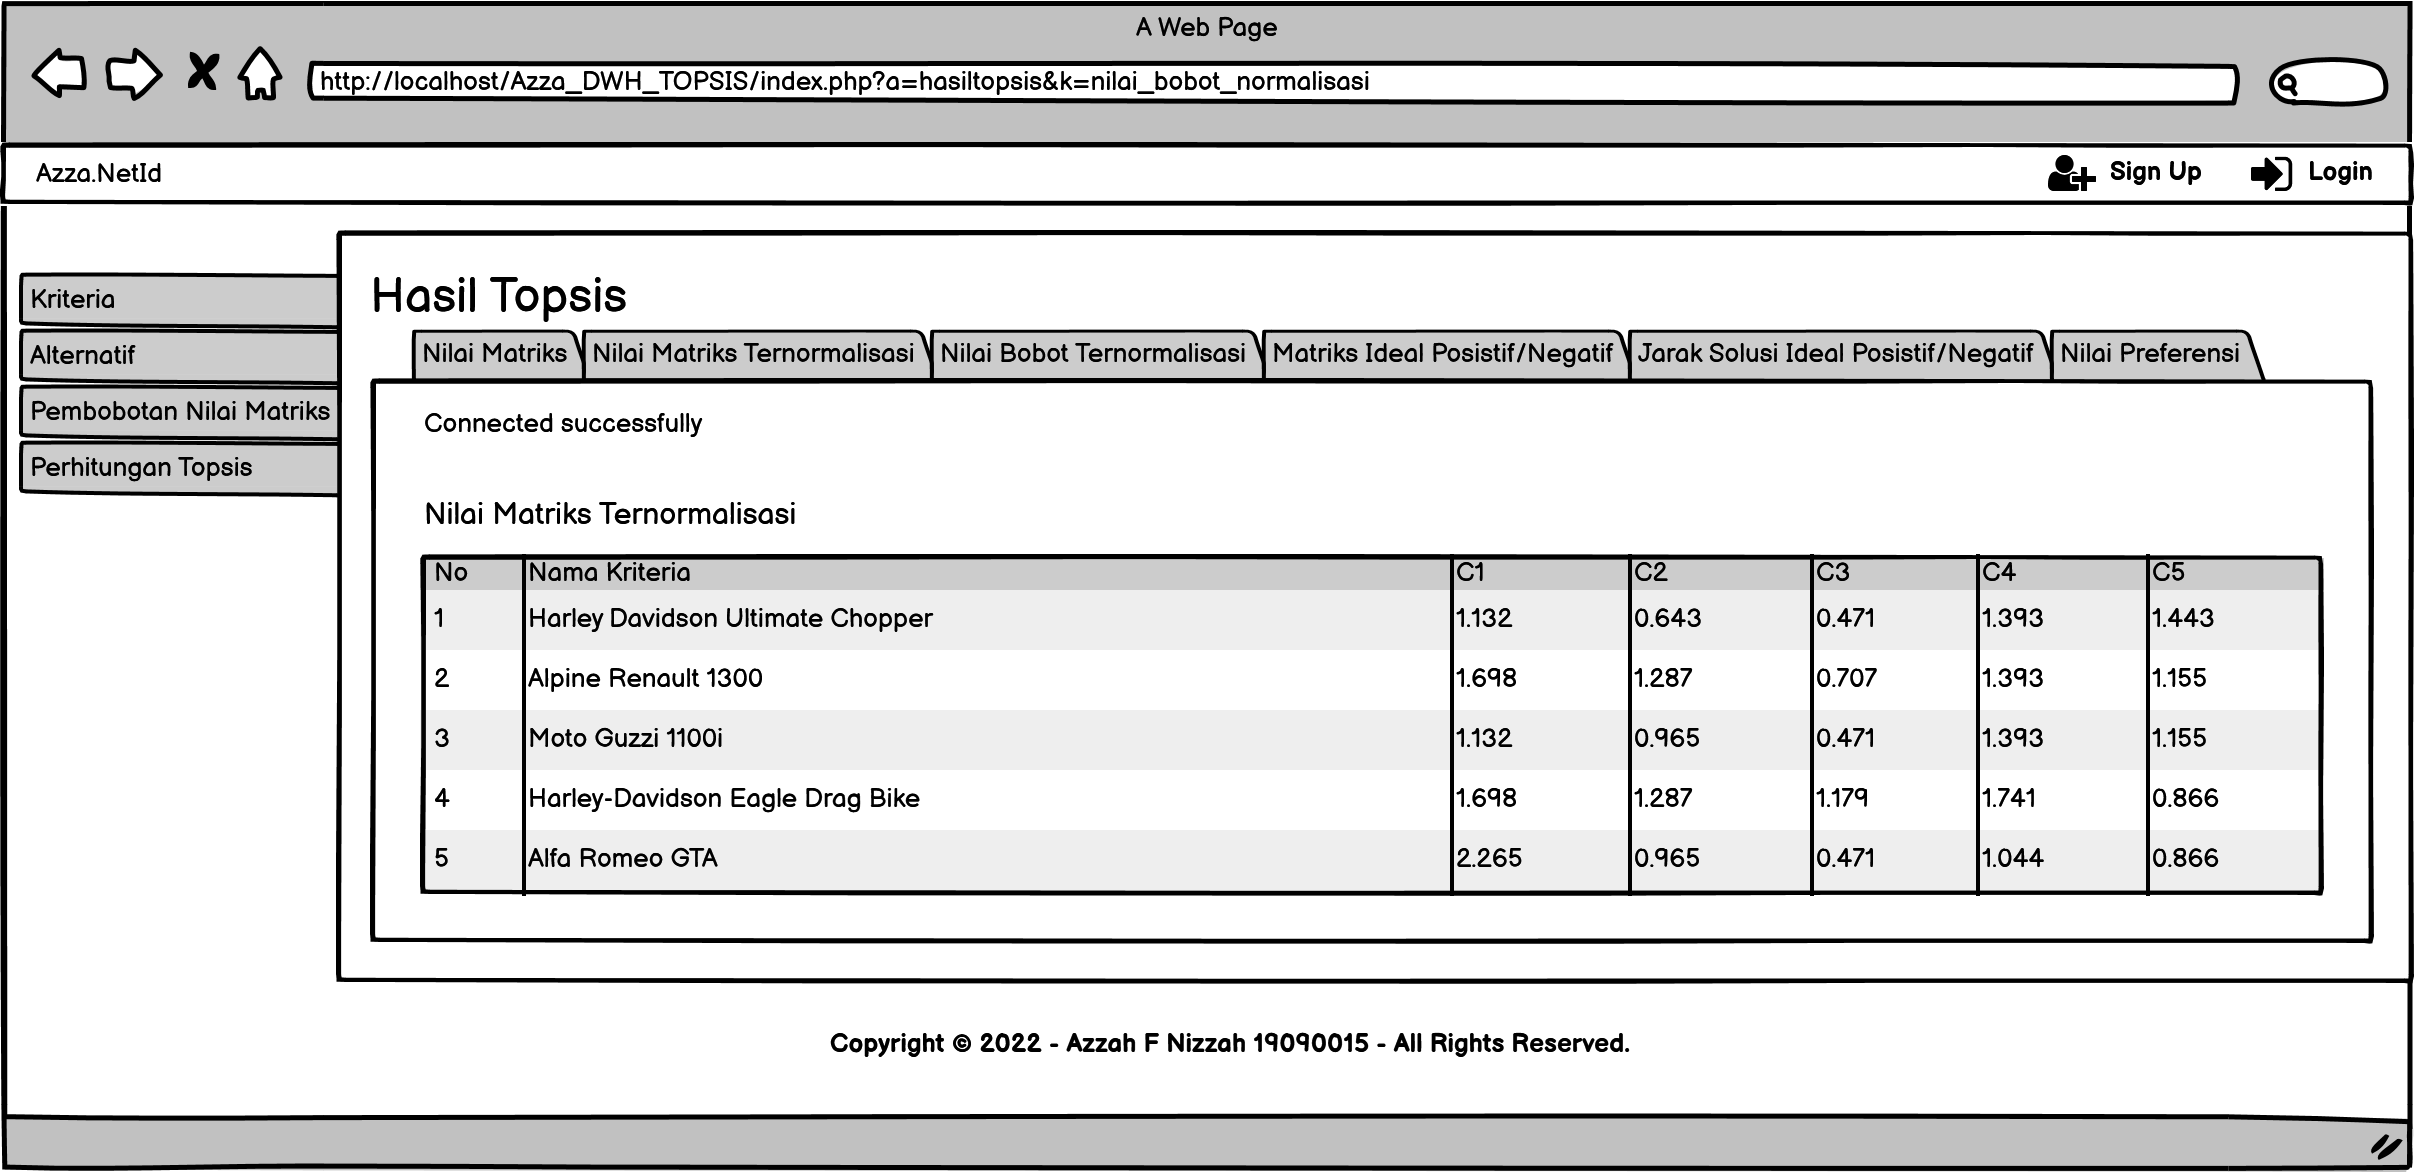 A Web Page
http://localhost/Azza_DWH_TOPSIS/index.php?a=hasiltopsis&k=nilai_bobot_normalisasi
Azza.NetId Sign Up Login
Kriteria
Alternatif
Pembobotan Nilai Matriks
Perhitungan Topsis
Hasil Topsis
Nilai Matriks Nilai Matriks Ternormalisasi Nilai Bobot Ternormalisasi Matriks Ideal Posistif/Negatif Jarak Solusi Ideal Posistif/Negatif Nilai Preferensi
Connected successfully
Nilai Matriks Ternormalisasi
No Nama Kriteria C1 C2 C3 C4 C5
1 Harley Davidson Ultimate Chopper 1.132 0.643 0.471 1.393 1.443
2 Alpine Renault 1300 1.698 1.287 0.707 1.393 1.155
3 Moto Guzzi 1100i 1.132 0.965 0.471 1.393 1.155
4 Harley-Davidson Eagle Drag Bike 1.698 1.287 1.179 1.741 0.866
5 Alfa Romeo GTA 2.265 0.965 0.471 1.044 0.866
Copyright © 2022 - Azzah F Nizzah 19090015 - All Rights Reserved.